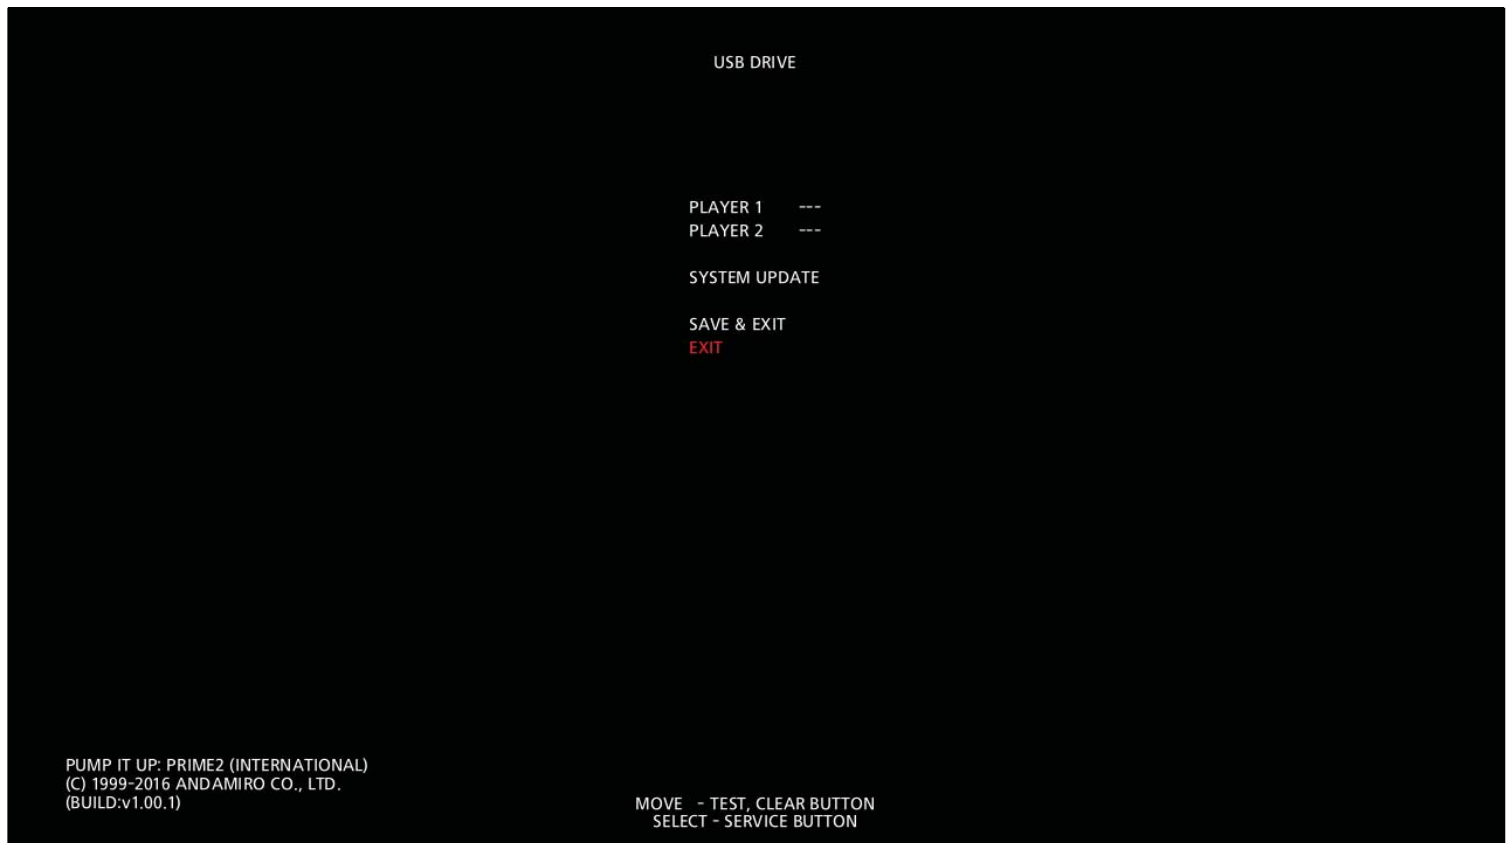 USB DRIVE
PLAYER 1 ---
PLAYER 2 ---
SYSTEM UPDATE
SAVE & EXIT
EXIT
PUMP IT UP: PRIME2 (INTERNATIONAL)
(C) 1999-2016 ANDAMIRO CO., LTD.
(BUILD:v1.00.1)
MOVE - TEST, CLEAR BUTTON
SELECT - SERVICE BUTTON